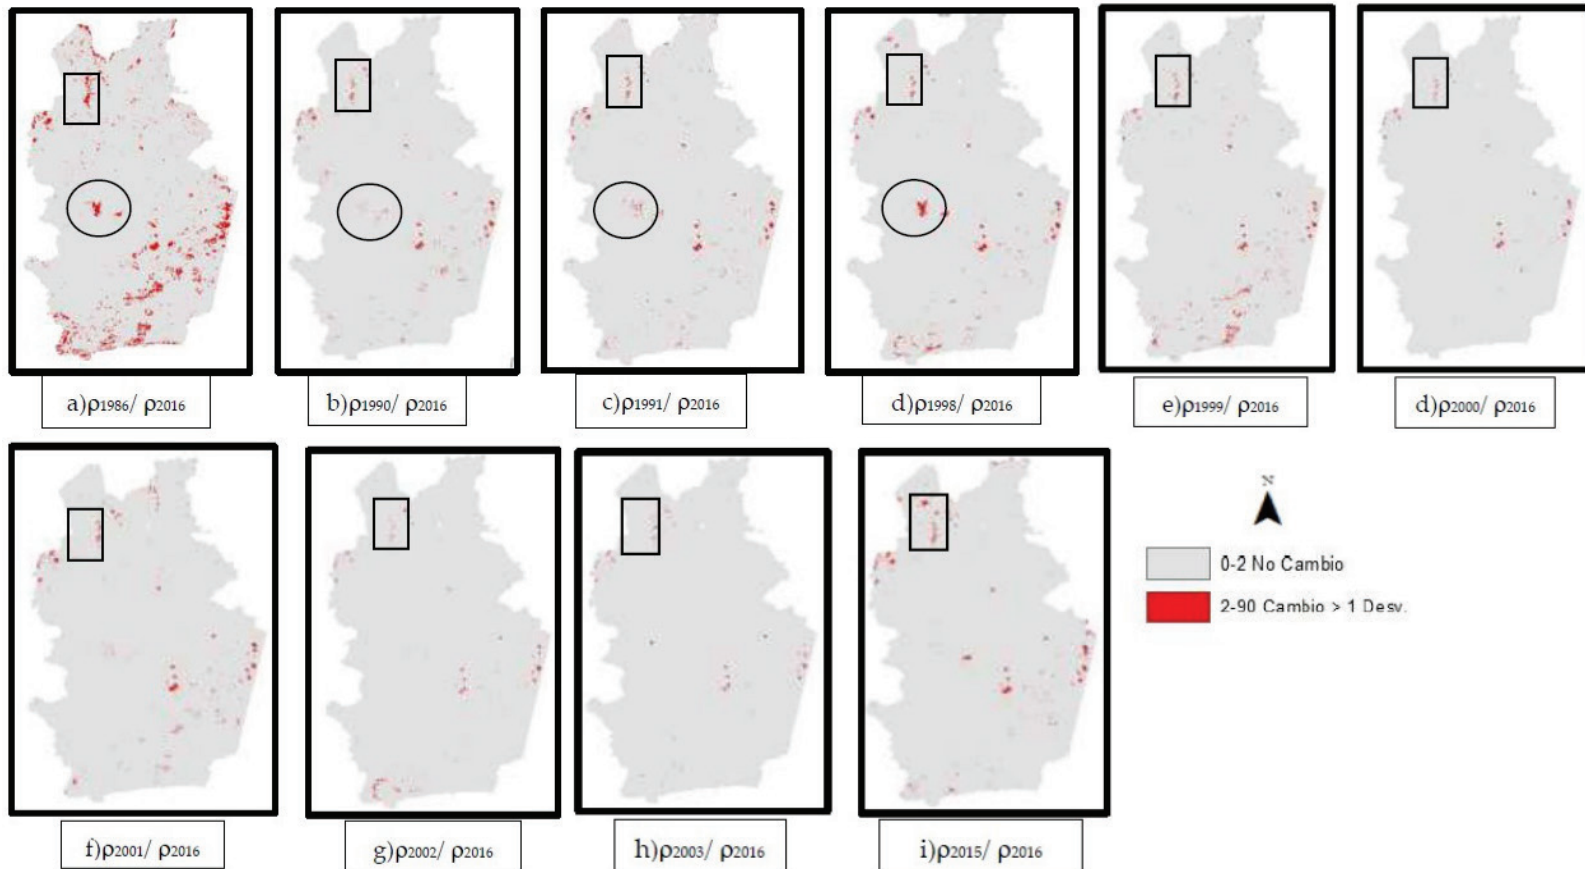 a)ρ1986/ ρ2016
b)ρ1990/ ρ2016
c)ρ1991/ ρ2016
d)ρ1998/ ρ2016
e)ρ1999/ ρ2016
d)ρ2000/ ρ2016
N
0-2 No Cambio
2-90 Cambio > 1 Desv.
f)ρ2001/ ρ2016
g)ρ2002/ ρ2016
h)ρ2003/ ρ2016
i)ρ2015/ ρ2016